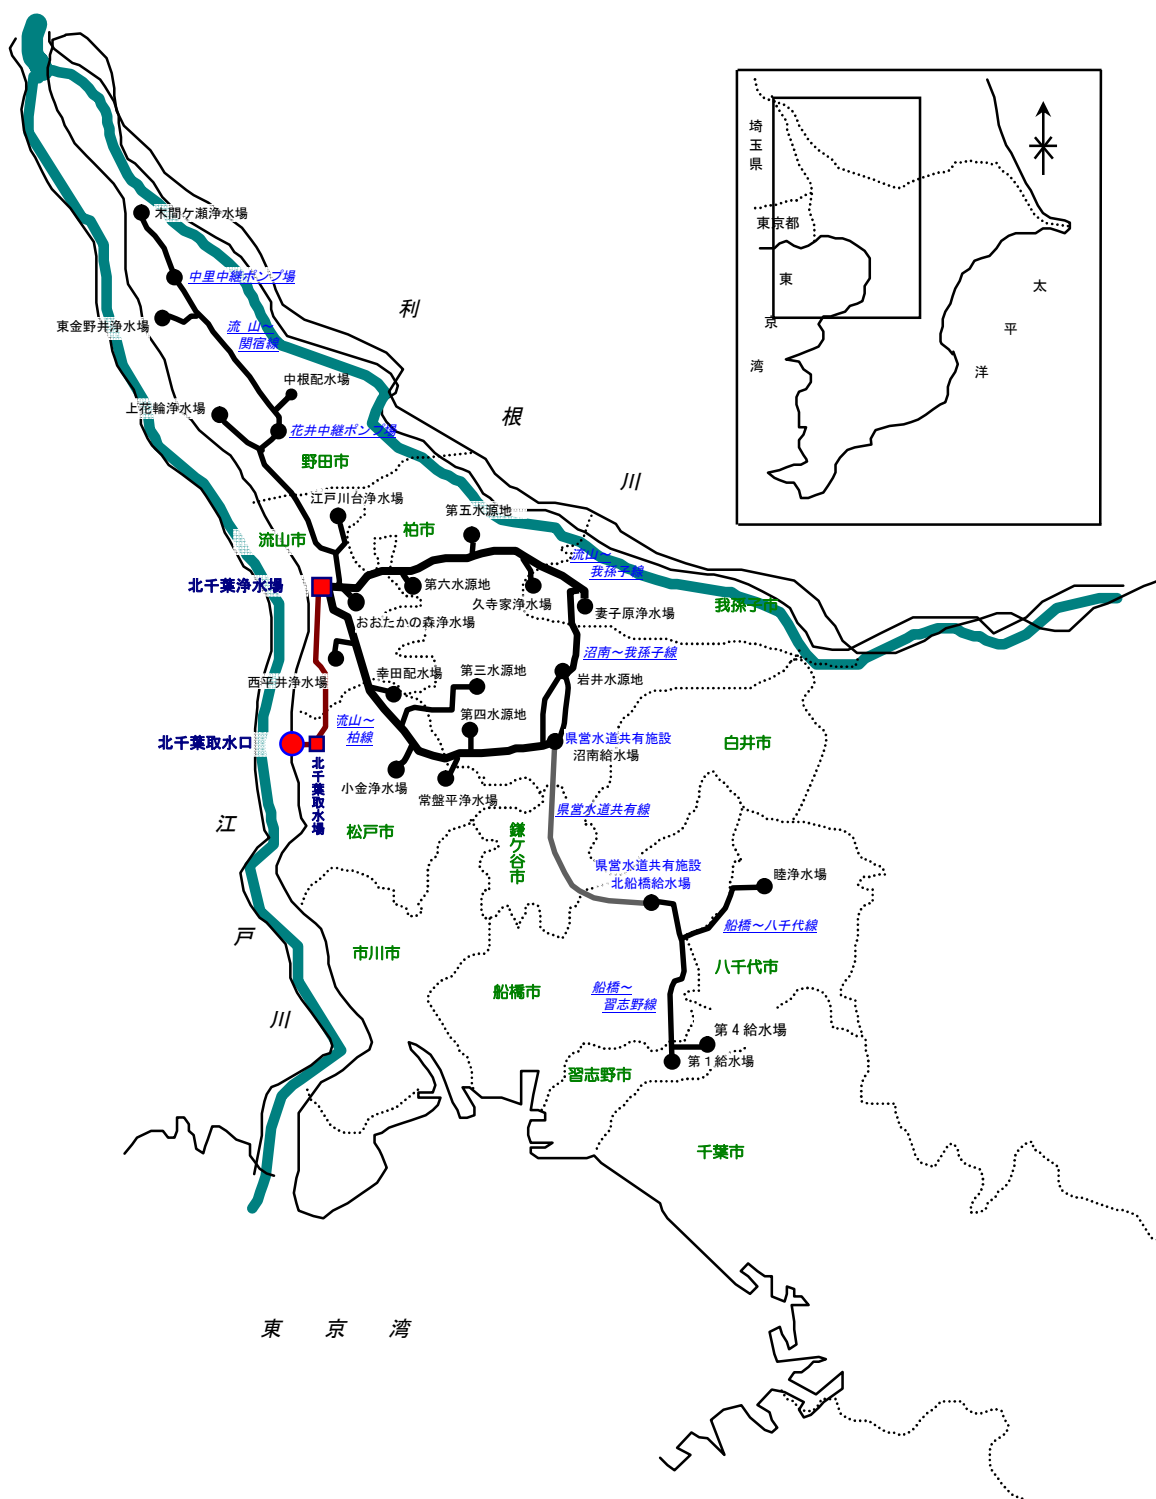 埼玉県
東京都
東京湾
太平洋
利根川
木間ケ瀬浄水場
中里中継ポンプ場
東金野井浄水場
流山～
関宿線
中根配水場
上花輪浄水場
花井中継ポンプ場
野田市
江戸川台浄水場
第五水源地
柏市
流山市
流山～
我孫子線
北千葉浄水場
第六水源地
久寺家浄水場
妻子原浄水場
我孫子市
おおたかの森浄水場
沼南～我孫子線
西平井浄水場
幸田配水場
第三水源地
岩井水源地
流山～
柏線
第四水源地
北千葉取水口
北千葉取水場
県営水道共有施設
沼南給水場
白井市
小金浄水場
常盤平浄水場
県営水道共有線
江戸川
松戸市
鎌ケ谷市
県営水道共有施設
北船橋給水場
睦浄水場
船橋～八千代線
市川市
八千代市
船橋市
船橋～
習志野線
第４給水場
第１給水場
習志野市
千葉市
東京湾